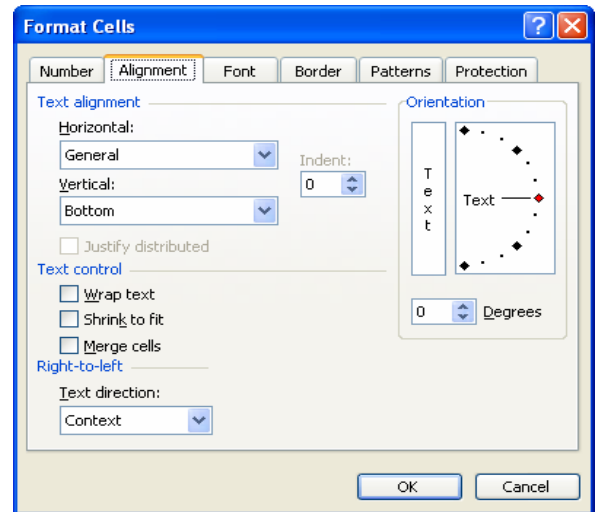 Format Cells
Number Alignment Font Border Patterns Protection
Text alignment
Horizontal:
General
Indent:
0
Vertical:
Bottom
Justify distributed
Text control
Wrap text
Shrink to fit
Merge cells
Right-to-left
Text direction:
Context
Orientation
Text
Text
0 Degrees
OK Cancel